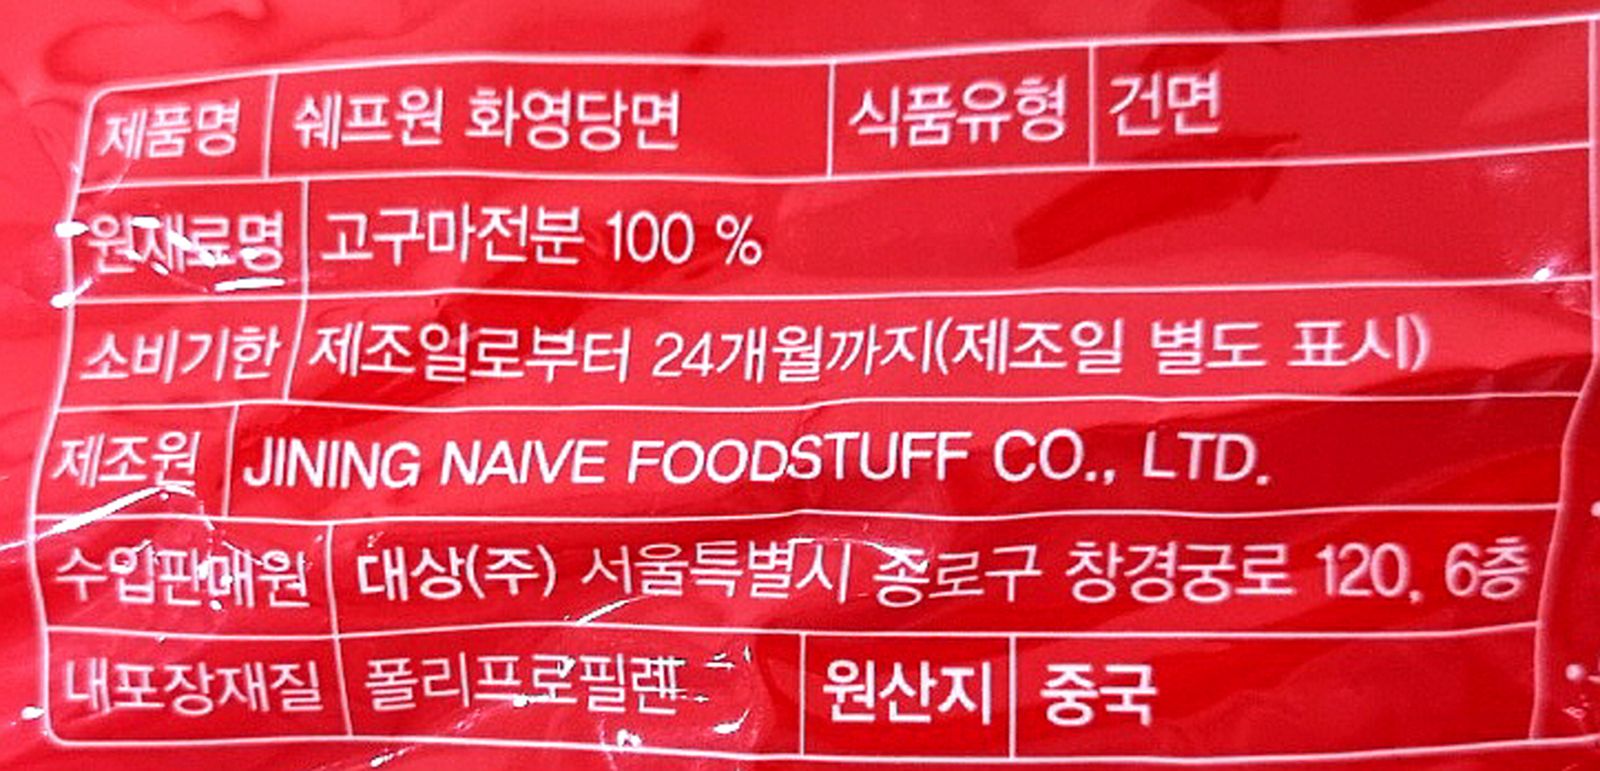 제품명 쉐프원 화영당면 식품유형 건면
원재료명 고구마전분 100 %
소비기한 제조일로부터 24개월까지(제조일 별도 표시)
제조원 JINING NAIVE FOODSTUFF CO., LTD.
수입판매원 대상(주) 서울특별시 종로구 창경궁로 120, 6층
내포장재질 폴리프로필렌 원산지 중국